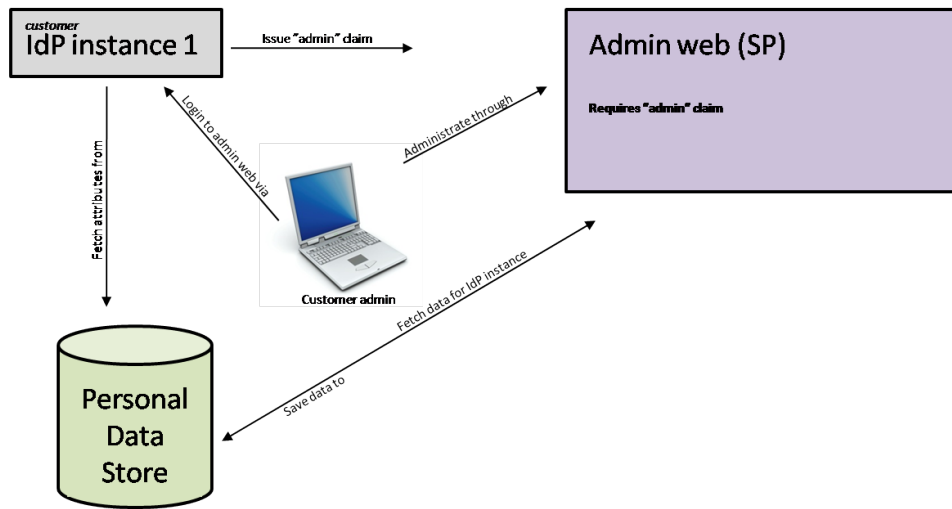 customer
IdP instance 1
Issue "admin" claim
Admin web (SP)
Requires "admin" claim
Login to admin web via
Administrate through
Fetch attributes from
Customer admin
Fetch data for IdP instance
Save data to
Personal
Data
Store